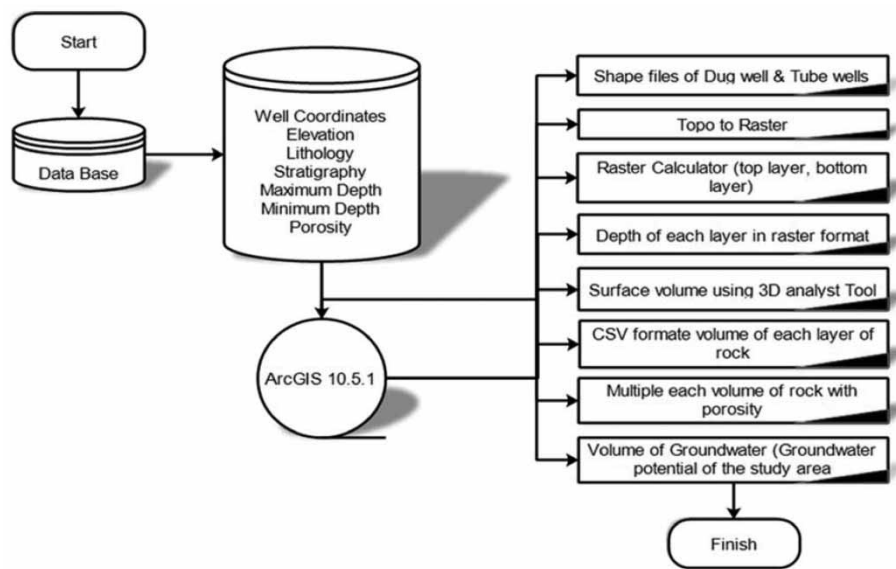 Start
Data Base
Well Coordinates
Elevation
Lithology
Stratigraphy
Maximum Depth
Minimum Depth
Porosity
ArcGIS 10.5.1
Shape files of Dug well & Tube wells
Topo to Raster
Raster Calculator (top layer, bottom
layer)
Depth of each layer in raster format
Surface volume using 3D analyst Tool
CSV formate volume of each layer of
rock
Multiple each volume of rock with
porosity
Volume of Groundwater (Groundwater
potential of the study area
Finish